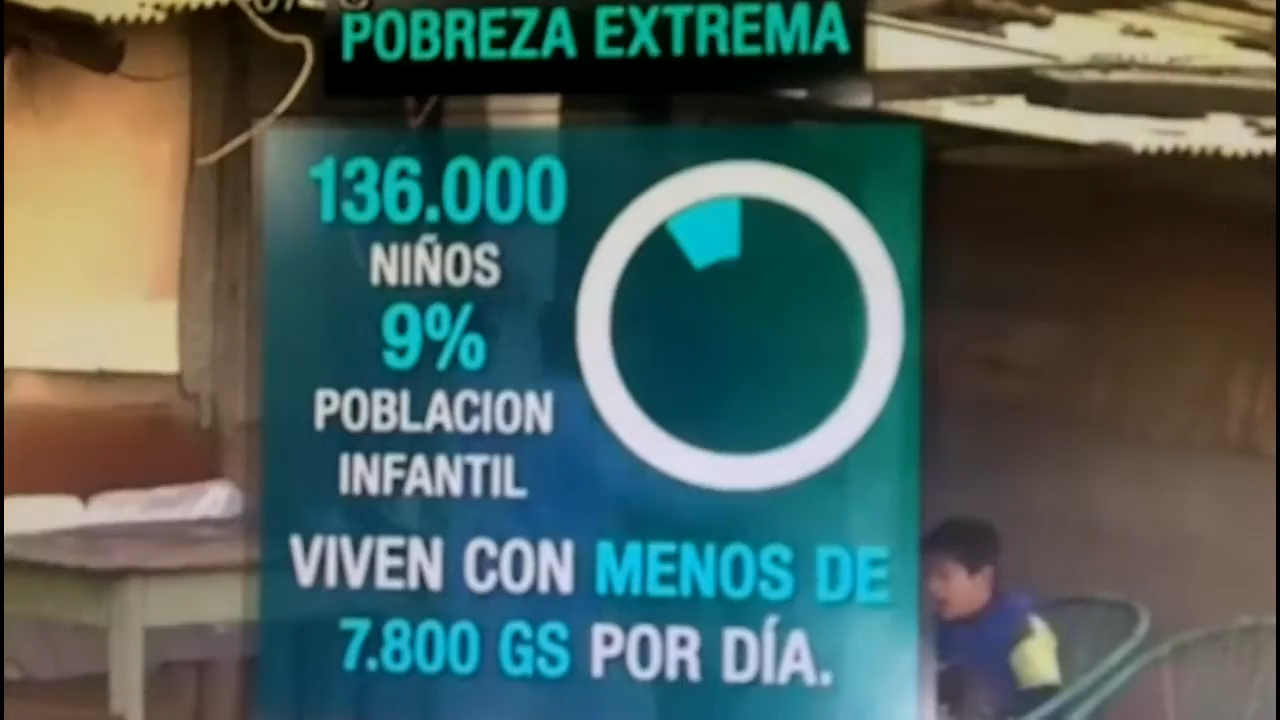 POBREZA EXTREMA
136.000
NIÑOS
9%
POBLACION
INFANTIL
VIVEN CON MENOS DE
7.800 GS POR DÍA.